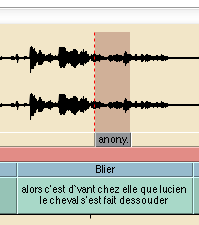 anony.
Blier
alors c'est d'vant chez elle que lucien
le cheval s'est fait dessouder